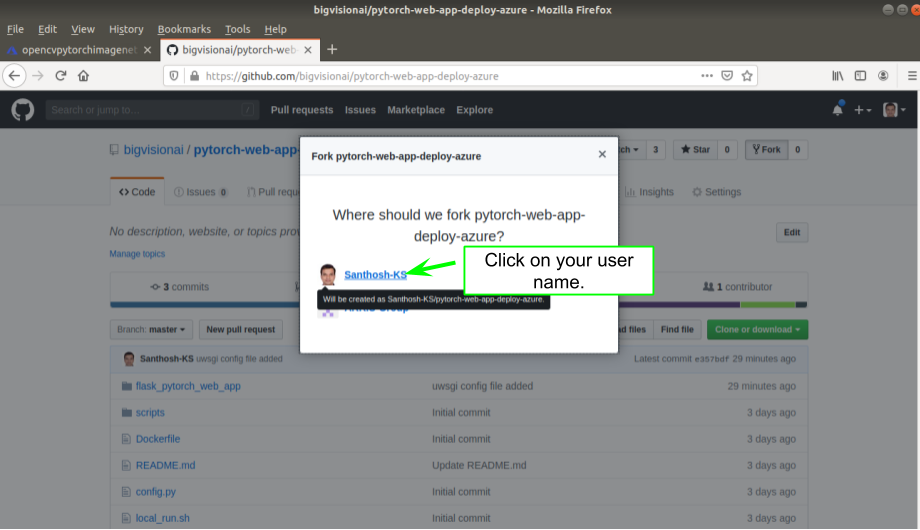 bigvisionai/pytorch-web-app-deploy-azure - Mozilla Firefox
File Edit View History Bookmarks Tools Help
opencvpytorchimagenet
bigvisionai/pytorch-web-
https://github.com/bigvisionai/pytorch-web-app-deploy-azure
Search or jump to... / Pull requests Issues Marketplace Explore
Fork pytorch-web-app-deploy-azure
bigvisionai / pytorch-web-app-
tch 3 Star 0 Fork 0
Code Issues 0 Pull reque
Insights Settings
Where should we fork pytorch-web-app-
deploy-azure?
No description, website, or topics prov
Edit
Manage topics
Santhosh-KS
Click on your user
name.
3 commits
1 contributor
Will be created as Santhosh-KS/pytorch-web-app-deploy-azure.
Branch: master New pull request
ad files Find file Clone or download
Santhosh-KS uwsgi config file added Latest commit e357bdf 29 minutes ago
flask_pytorch_web_app uwsgi config file added 29 minutes ago
scripts Initial commit 3 days ago
Dockerfile Initial commit 3 days ago
README.md Update README.md 3 days ago
config.py Initial commit 3 days ago
local_run.sh Initial commit 3 days ago